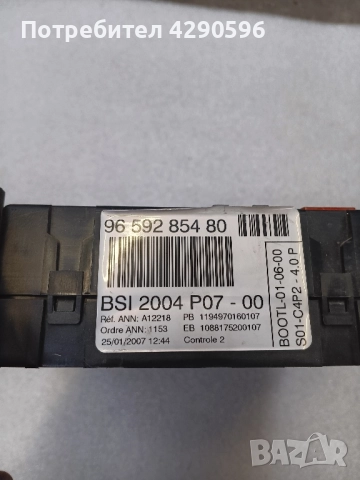 Потребител 4290596
96 592 854 80
BSI 2004 P07 - 00
Réf. ANN: A12218 PB 1194970160107
Ordre ANN: 1153 EB 1088175200107
25/01/2007 12:44 Controle 2
BOOTL-01-06-00
S01-C4P2 - 4.0 P
bazar